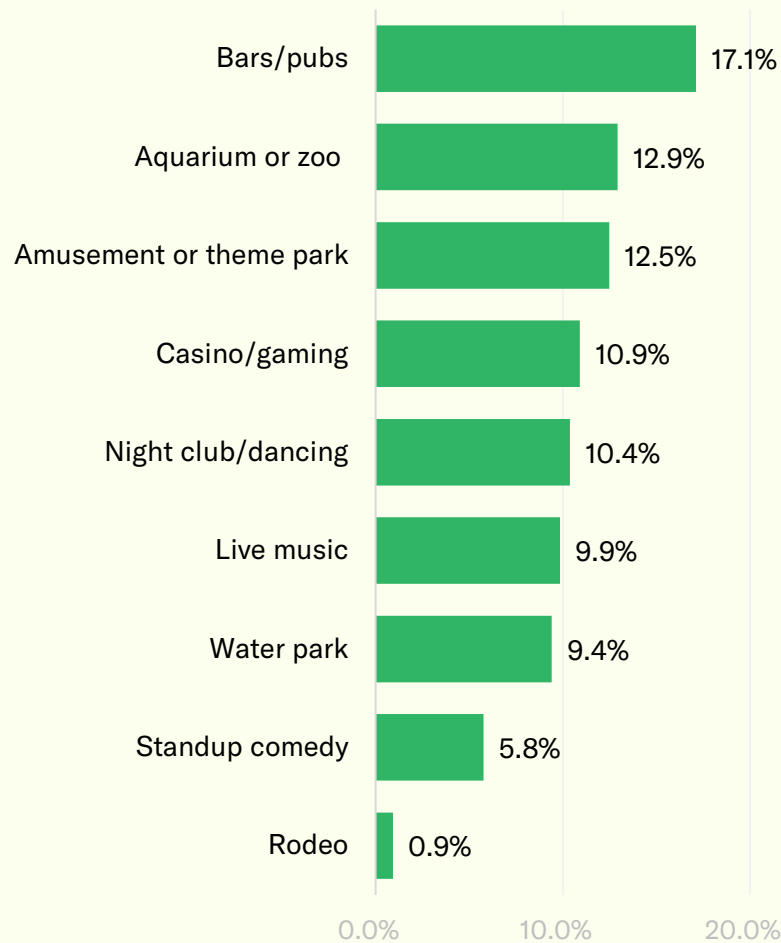 Bars/pubs 17.1%
Aquarium or zoo 12.9%
Amusement or theme park 12.5%
Casino/gaming 10.9%
Night club/dancing 10.4%
Live music 9.9%
Water park 9.4%
Standup comedy 5.8%
Rodeo 0.9%
0.0% 10.0% 20.0%